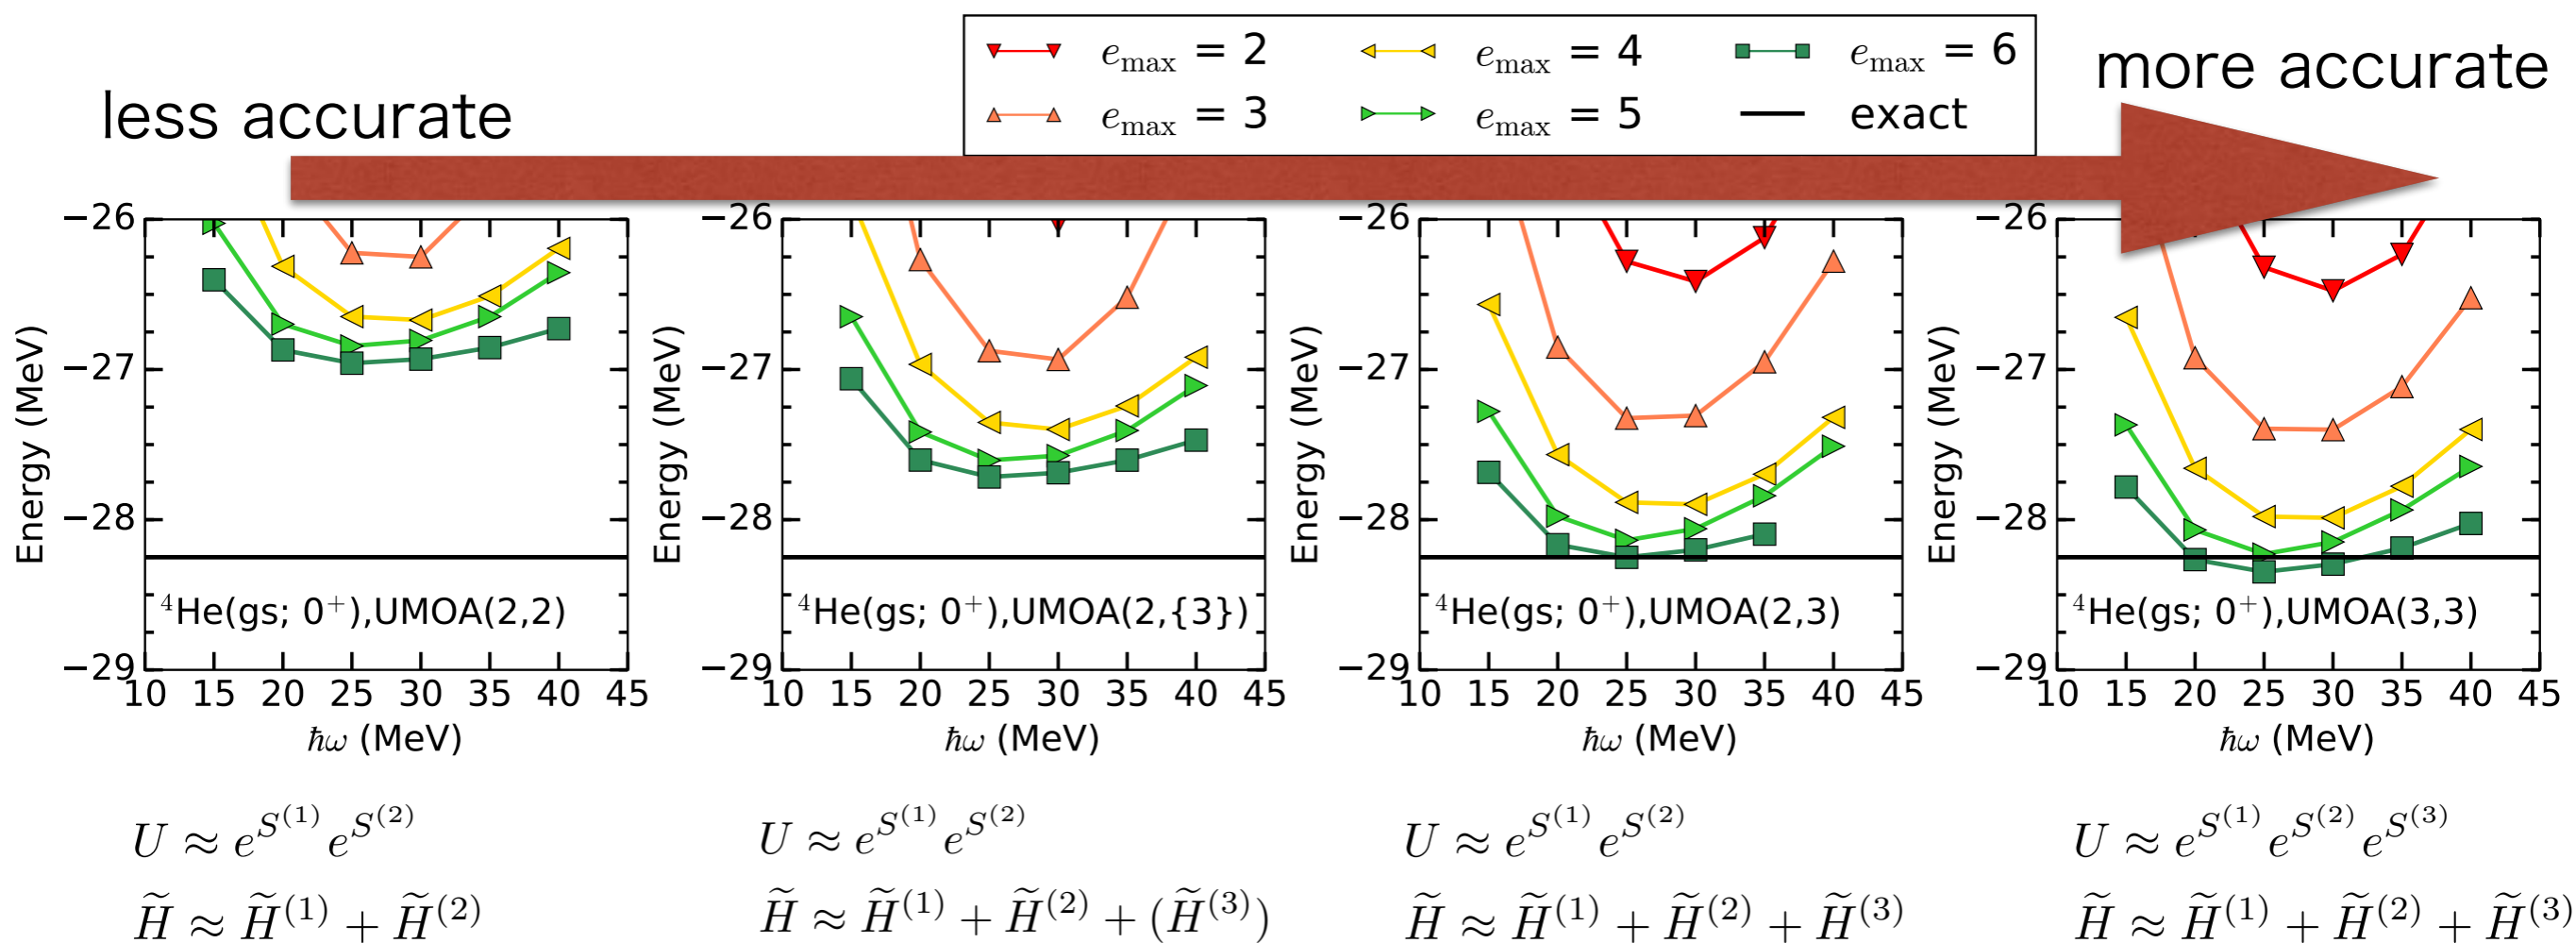 less accurate
more accurate
e_max = 2
e_max = 3
e_max = 4
e_max = 5
e_max = 6
exact
Energy (MeV)
−26
−27
−28
−29
10 15 20 25 30 35 40 45
ħω (MeV)
⁴He(gs; 0⁺),UMOA(2,2)
Energy (MeV)
−26
−27
−28
−29
10 15 20 25 30 35 40 45
ħω (MeV)
⁴He(gs; 0⁺),UMOA(2,{3})
Energy (MeV)
−26
−27
−28
−29
10 15 20 25 30 35 40 45
ħω (MeV)
⁴He(gs; 0⁺),UMOA(2,3)
Energy (MeV)
−26
−27
−28
−29
10 15 20 25 30 35 40 45
ħω (MeV)
⁴He(gs; 0⁺),UMOA(3,3)
U ≈ e^{S^{(1)}} e^{S^{(2)}}
H̃ ≈ H̃^{(1)} + H̃^{(2)}
U ≈ e^{S^{(1)}} e^{S^{(2)}}
H̃ ≈ H̃^{(1)} + H̃^{(2)} + (H̃^{(3)})
U ≈ e^{S^{(1)}} e^{S^{(2)}}
H̃ ≈ H̃^{(1)} + H̃^{(2)} + H̃^{(3)}
U ≈ e^{S^{(1)}} e^{S^{(2)}} e^{S^{(3)}}
H̃ ≈ H̃^{(1)} + H̃^{(2)} + H̃^{(3)}